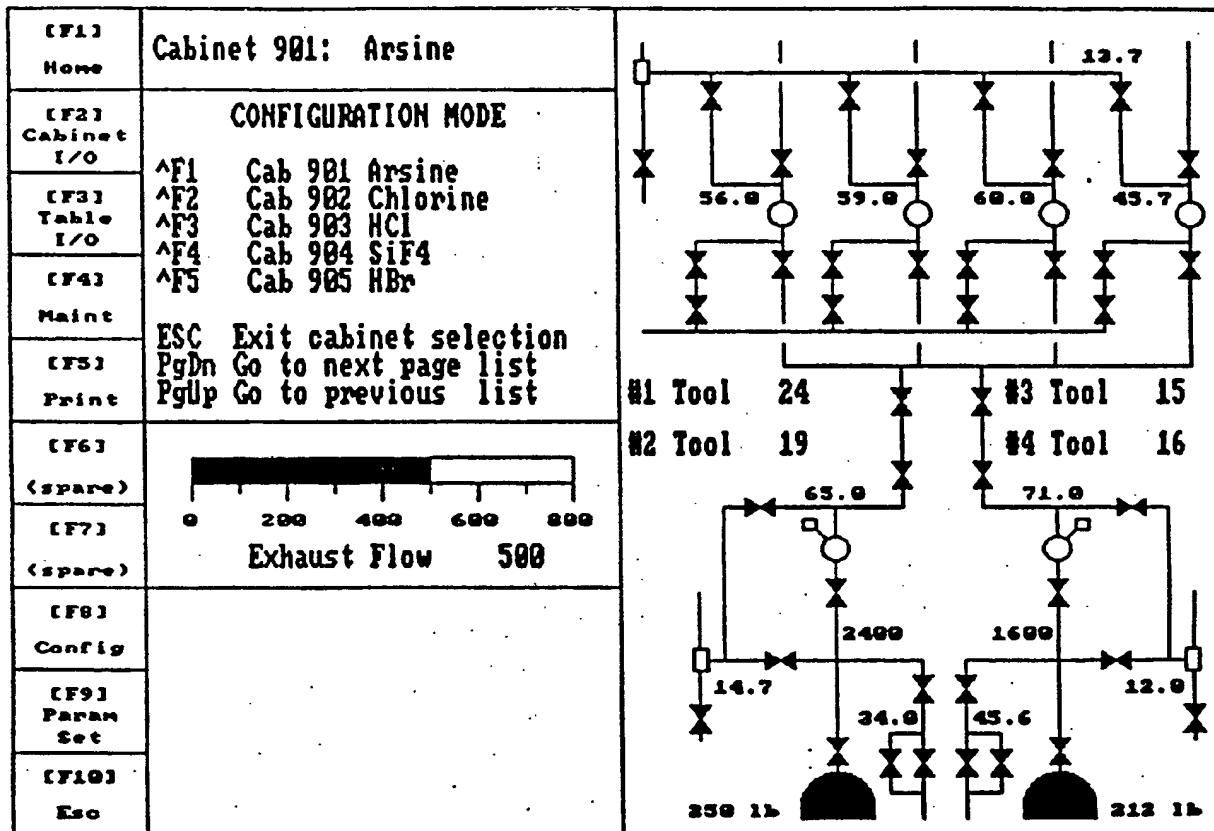 [F1]
Home
[F2]
Cabinet
I/O
[F3]
Table
I/O
[F4]
Maint
[F5]
Print
[F6]
(spare)
[F7]
(spare)
[F8]
Config
[F9]
Param
Set
[F10]
Esc
Cabinet 901: Arsine
CONFIGURATION MODE
^F1 Cab 901 Arsine
^F2 Cab 902 Chlorine
^F3 Cab 903 HCl
^F4 Cab 904 SiF4
^F5 Cab 905 HBr
ESC Exit cabinet selection
PgDn Go to next page list
PgUp Go to previous list
0 200 400 600 800
Exhaust Flow 500
13.7
56.0 59.0 60.0 45.7
#1 Tool 24 #3 Tool 15
#2 Tool 19 #4 Tool 16
65.0 71.0
2400 1600
14.7 12.0
34.0 45.6
250 lb 212 lb